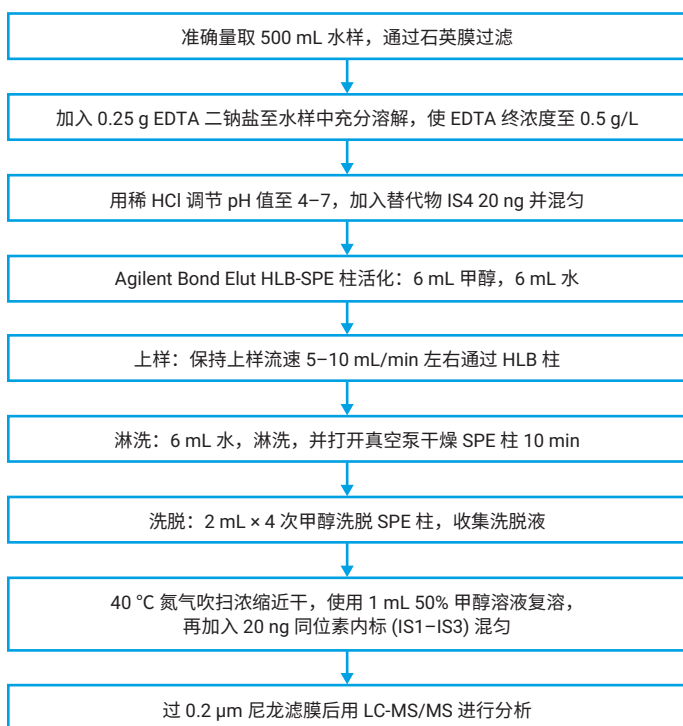 准确量取 500 mL 水样，通过石英膜过滤
加入 0.25 g EDTA 二钠盐至水样中充分溶解，使 EDTA 终浓度至 0.5 g/L
用稀 HCl 调节 pH 值至 4–7，加入替代物 IS4 20 ng 并混匀
Agilent Bond Elut HLB-SPE 柱活化：6 mL 甲醇，6 mL 水
上样：保持上样流速 5–10 mL/min 左右通过 HLB 柱
淋洗：6 mL 水，淋洗，并打开真空泵干燥 SPE 柱 10 min
洗脱：2 mL × 4 次甲醇洗脱 SPE 柱，收集洗脱液
40 °C 氮气吹扫浓缩近干，使用 1 mL 50% 甲醇溶液复溶，
再加入 20 ng 同位素内标 (IS1–IS3) 混匀
过 0.2 µm 尼龙滤膜后用 LC-MS/MS 进行分析